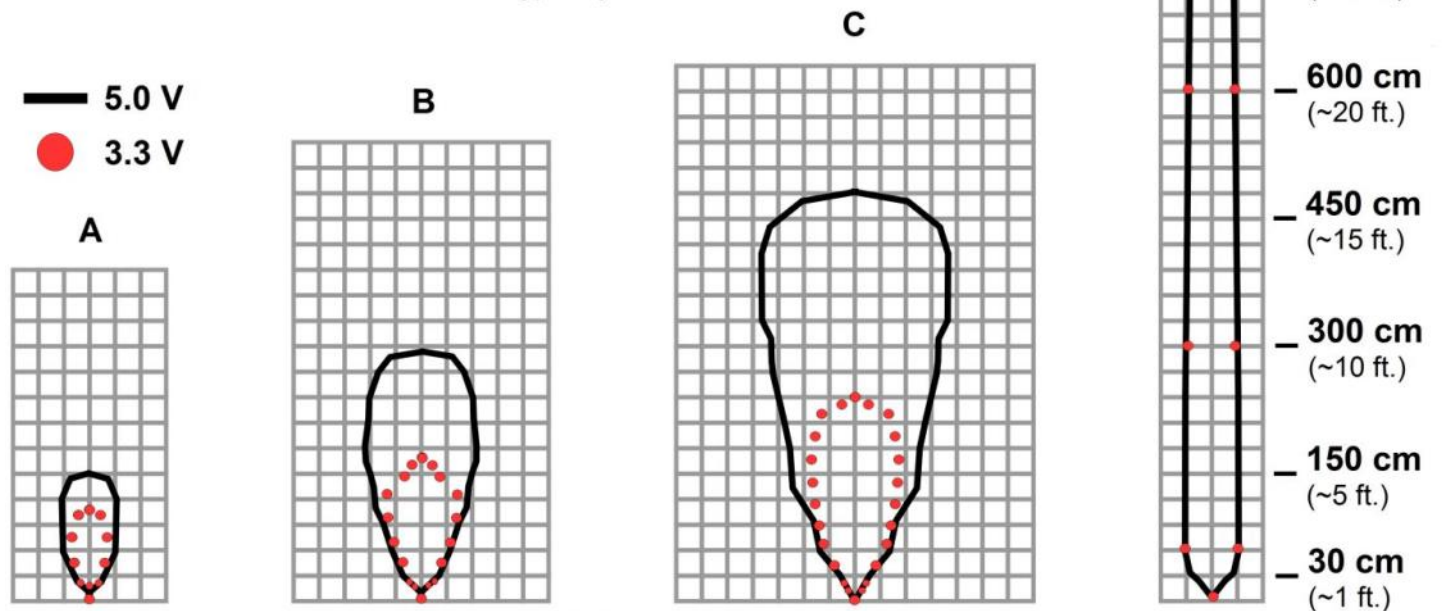 C
5.0 V
3.3 V
B
A
600 cm
(~20 ft.)
450 cm
(~15 ft.)
300 cm
(~10 ft.)
150 cm
(~5 ft.)
30 cm
(~1 ft.)